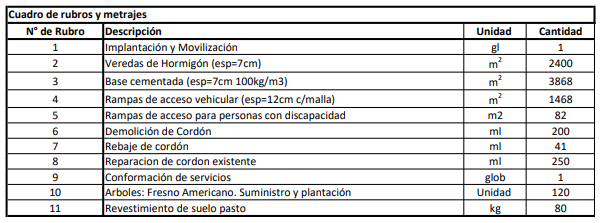 Cuadro de rubros y metrajes
N° de Rubro Descripción Unidad Cantidad
1 Implantación y Movilización gl 1
2 Veredas de Hormigón (esp=7cm) m² 2400
3 Base cementada (esp=7cm 100kg/m3) m² 3868
4 Rampas de acceso vehicular (esp=12cm c/malla) m² 1468
5 Rampas de acceso para personas con discapacidad m2 82
6 Demolición de Cordón ml 200
7 Rebaje de cordón ml 41
8 Reparacion de cordon existente ml 250
9 Conformación de servicios glob 1
10 Arboles: Fresno Americano. Suministro y plantación Unidad 120
11 Revestimiento de suelo pasto kg 80